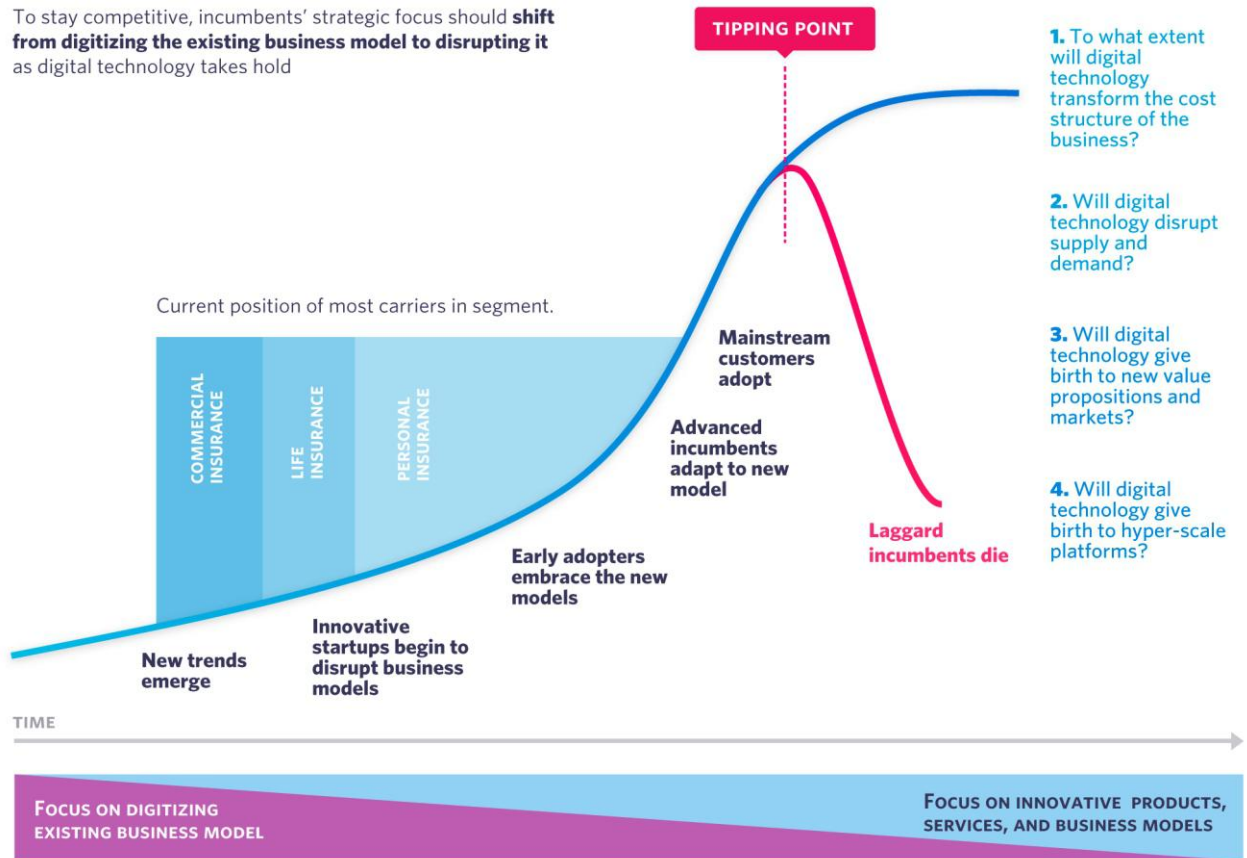 To stay competitive, incumbents’ strategic focus should shift
from digitizing the existing business model to disrupting it
as digital technology takes hold
TIPPING POINT
1. To what extent
will digital
technology
transform the cost
structure of the
business?
2. Will digital
technology disrupt
supply and
demand?
3. Will digital
technology give
birth to new value
propositions and
markets?
4. Will digital
technology give
birth to hyper-scale
platforms?
Current position of most carriers in segment.
COMMERCIAL
INSURANCE
LIFE
INSURANCE
PERSONAL
INSURANCE
Mainstream
customers
adopt
Advanced
incumbents
adapt to new
model
Laggard
incumbents die
Early adopters
embrace the new
models
Innovative
startups begin to
disrupt business
models
New trends
emerge
TIME
FOCUS ON DIGITIZING
EXISTING BUSINESS MODEL
FOCUS ON INNOVATIVE PRODUCTS,
SERVICES, AND BUSINESS MODELS